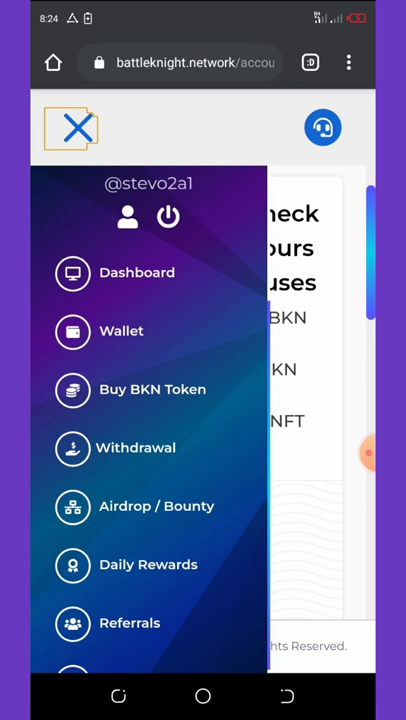 8:24
battleknight.network/accou
:D
@stevo2a1
Dashboard
Wallet
Buy BKN Token
Withdrawal
Airdrop / Bounty
Daily Rewards
Referrals
heck
ours
uses
BKN
KN
NFT
hts Reserved.